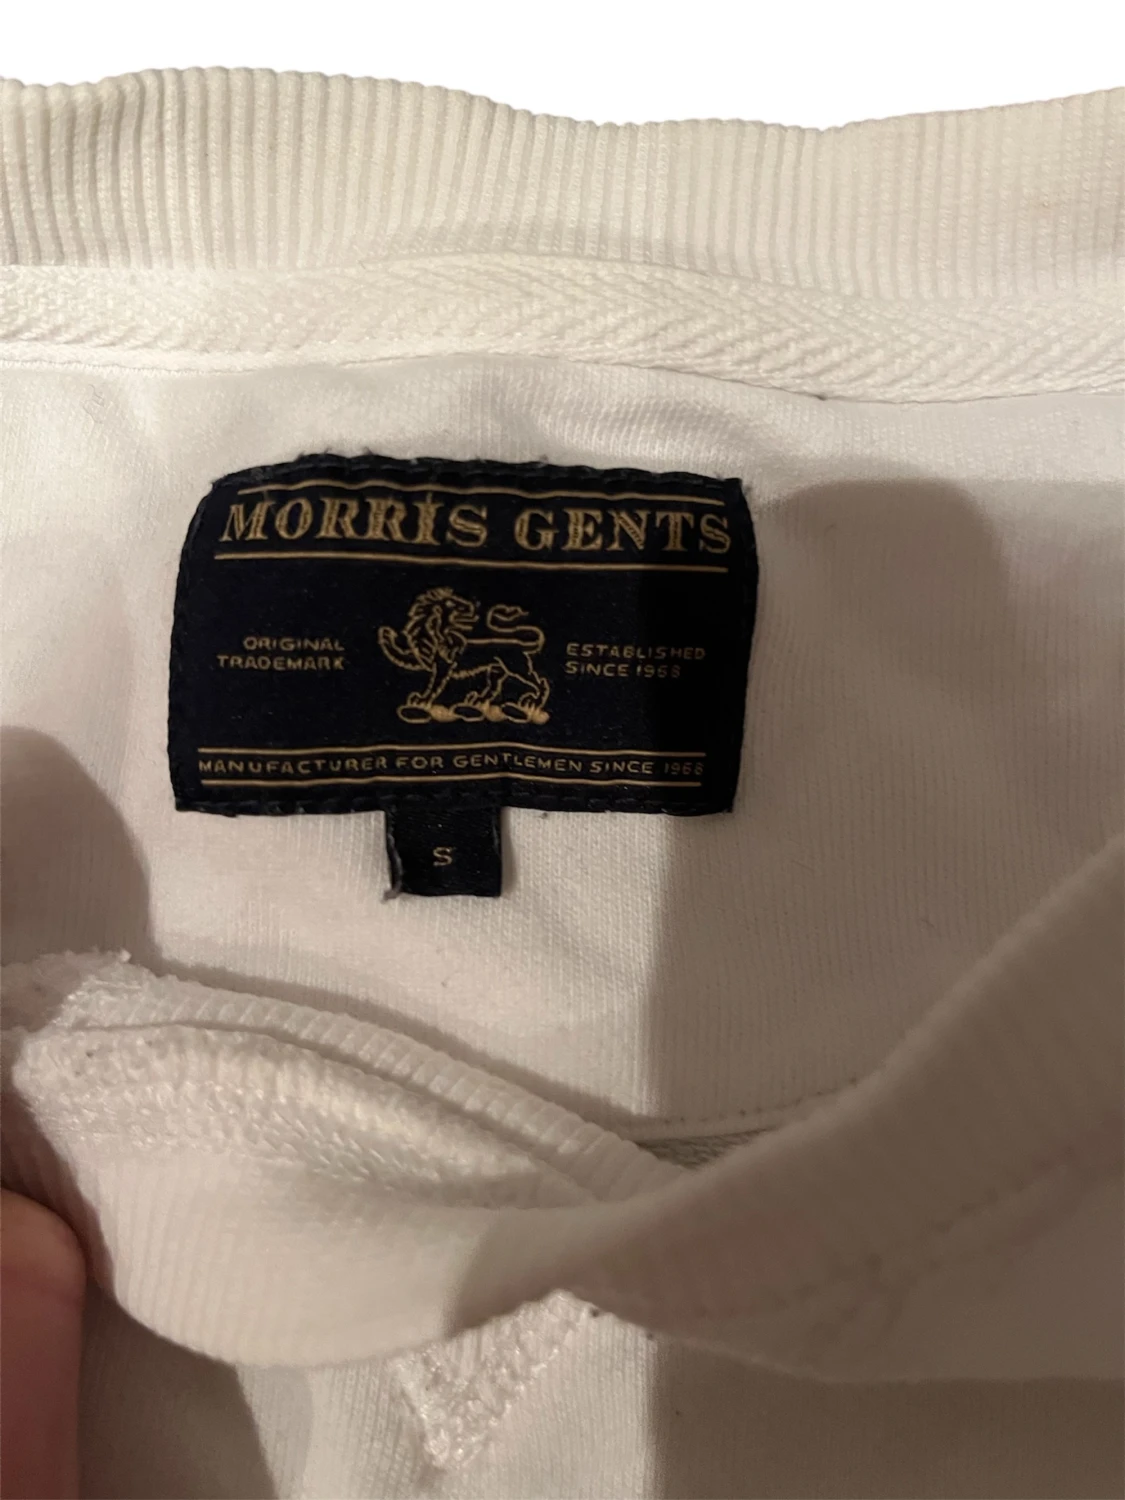 MORRIS GENTS
ORIGINAL
TRADEMARK
ESTABLISHED
SINCE 1968
MANUFACTURER FOR GENTLEMEN SINCE 1968
S